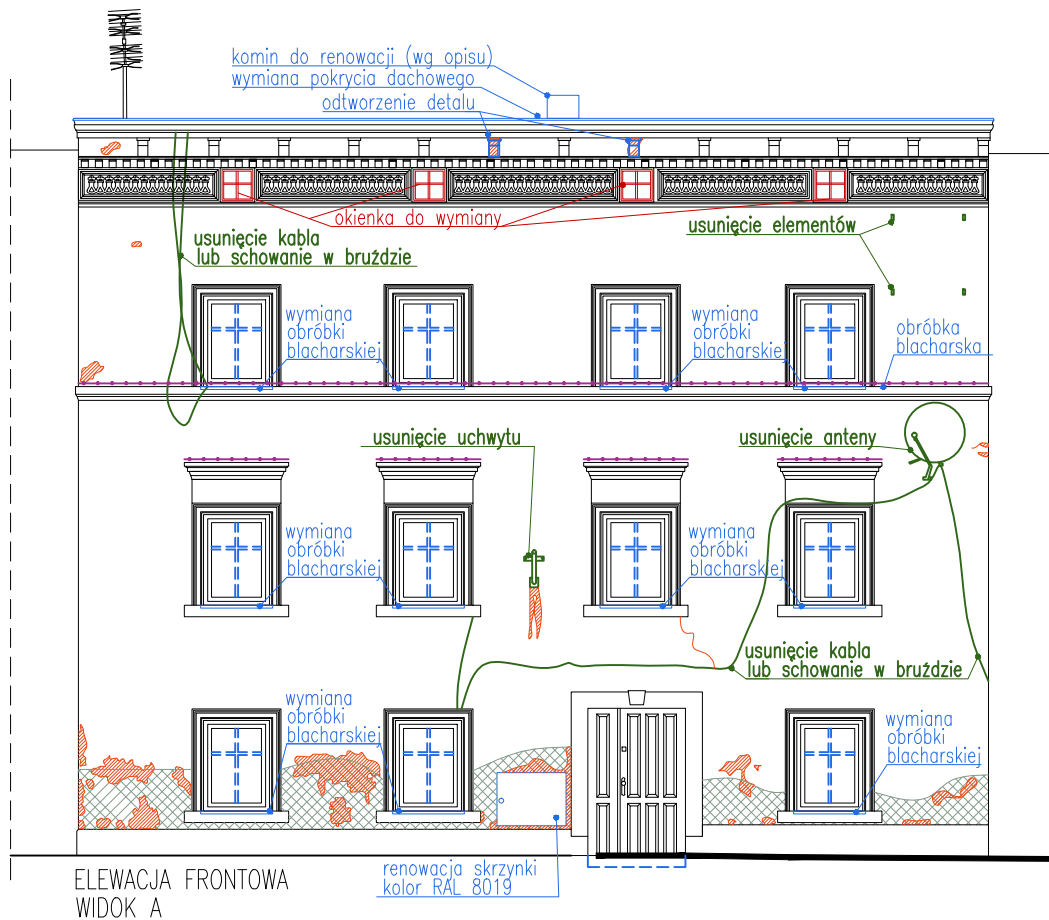 komin do renowacji (wg opisu)
wymiana pokrycia dachowego
odtworzenie detalu
okienka do wymiany
usunięcie elementów
usunięcie kabla
lub schowanie w bruździe
wymiana
obróbki
blacharskiej
wymiana
obróbki
blacharskiej
obróbka
blacharska
usunięcie uchwytu
usunięcie anteny
wymiana
obróbki
blacharskiej
wymiana
obróbki
blacharskiej
usunięcie kabla
lub schowanie w bruździe
wymiana
obróbki
blacharskiej
wymiana
obróbki
blacharskiej
renowacja skrzynki
kolor RAL 8019
ELEWACJA FRONTOWA
WIDOK A